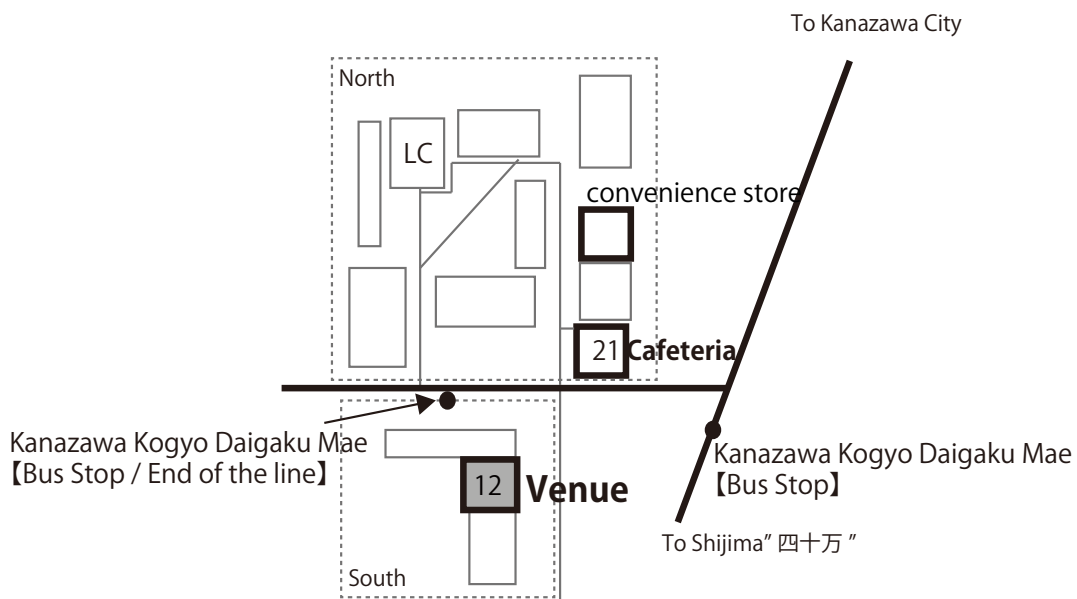 To Kanazawa City
North
LC
convenience store
21 Cafeteria
Kanazawa Kogyo Daigaku Mae
【Bus Stop / End of the line】
Kanazawa Kogyo Daigaku Mae
【Bus Stop】
12 Venue
To Shijima” 四十万 ”
South